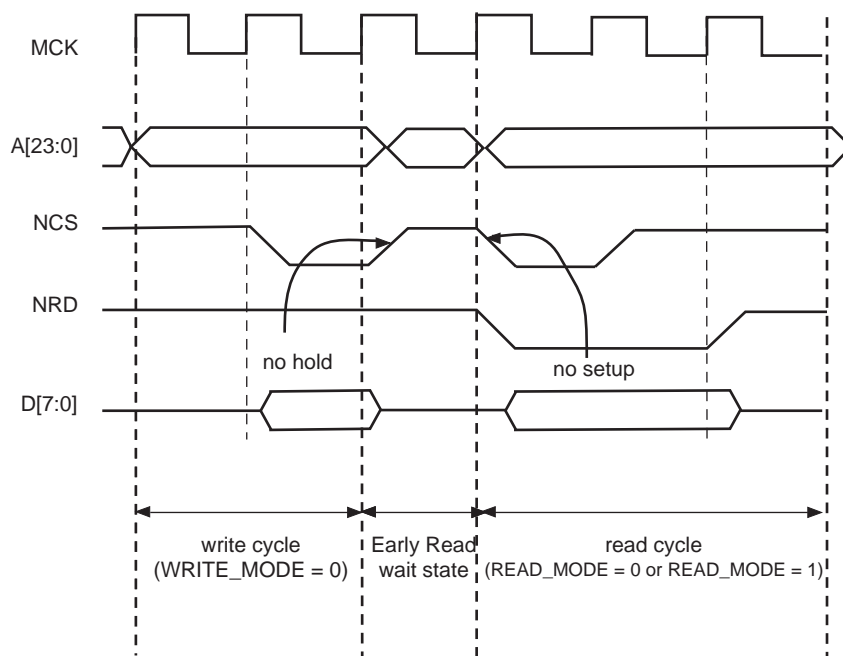 MCK
A[23:0]
NCS
NRD
no hold
no setup
D[7:0]
write cycle
(WRITE_MODE = 0)
Early Read
wait state
read cycle
(READ_MODE = 0 or READ_MODE = 1)